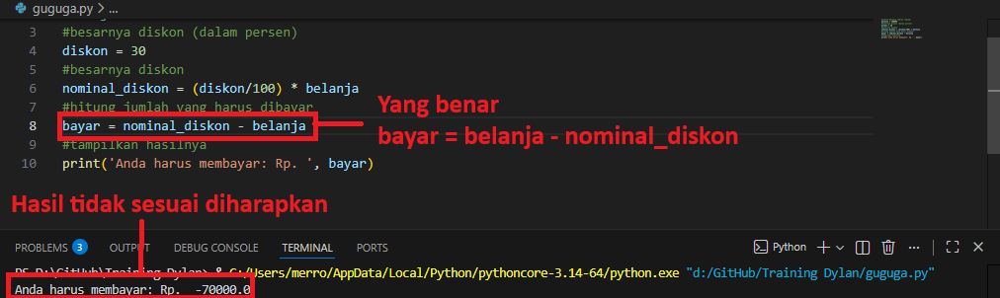 guguga.py > ...
3 #besarnya diskon (dalam persen)
4 diskon = 30
5 #besarnya diskon
6 nominal_diskon = (diskon/100) * belanja
7 #hitung jumlah yang harus dibayar
8 bayar = nominal_diskon - belanja
9 #tampilkan hasilnya
10 print('Anda harus membayar: Rp. ', bayar)
Yang benar
bayar = belanja - nominal_diskon
Hasil tidak sesuai diharapkan
PROBLEMS 3 OUTPUT DEBUG CONSOLE TERMINAL PORTS Python
PS D:\GitHub\Training Dylan> & C:/Users/merro/AppData/Local/Python/pythoncore-3.14-64/python.exe "d:/GitHub/Training Dylan/guguga.py"
Anda harus membayar: Rp.  -70000.0